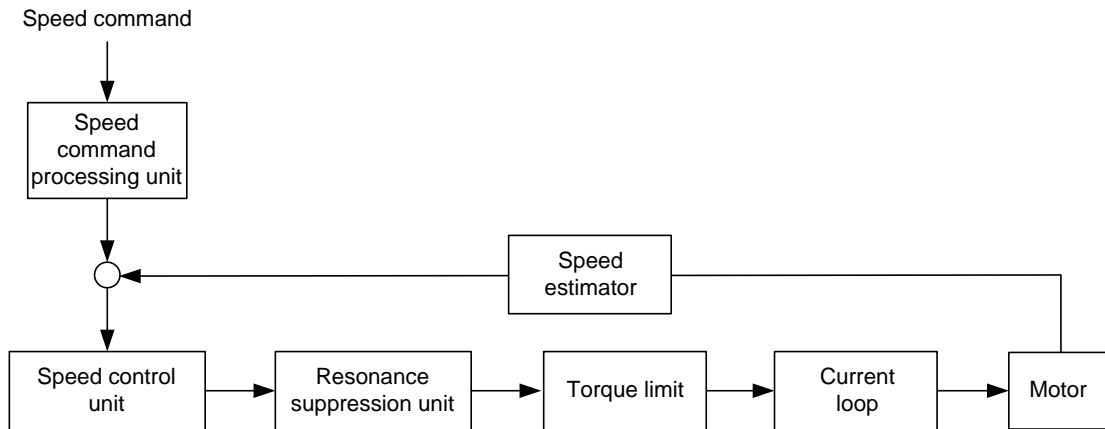 Speed command
Speed
command
processing unit
Speed
estimator
Speed control
unit
Resonance
suppression unit
Torque limit
Current
loop
Motor